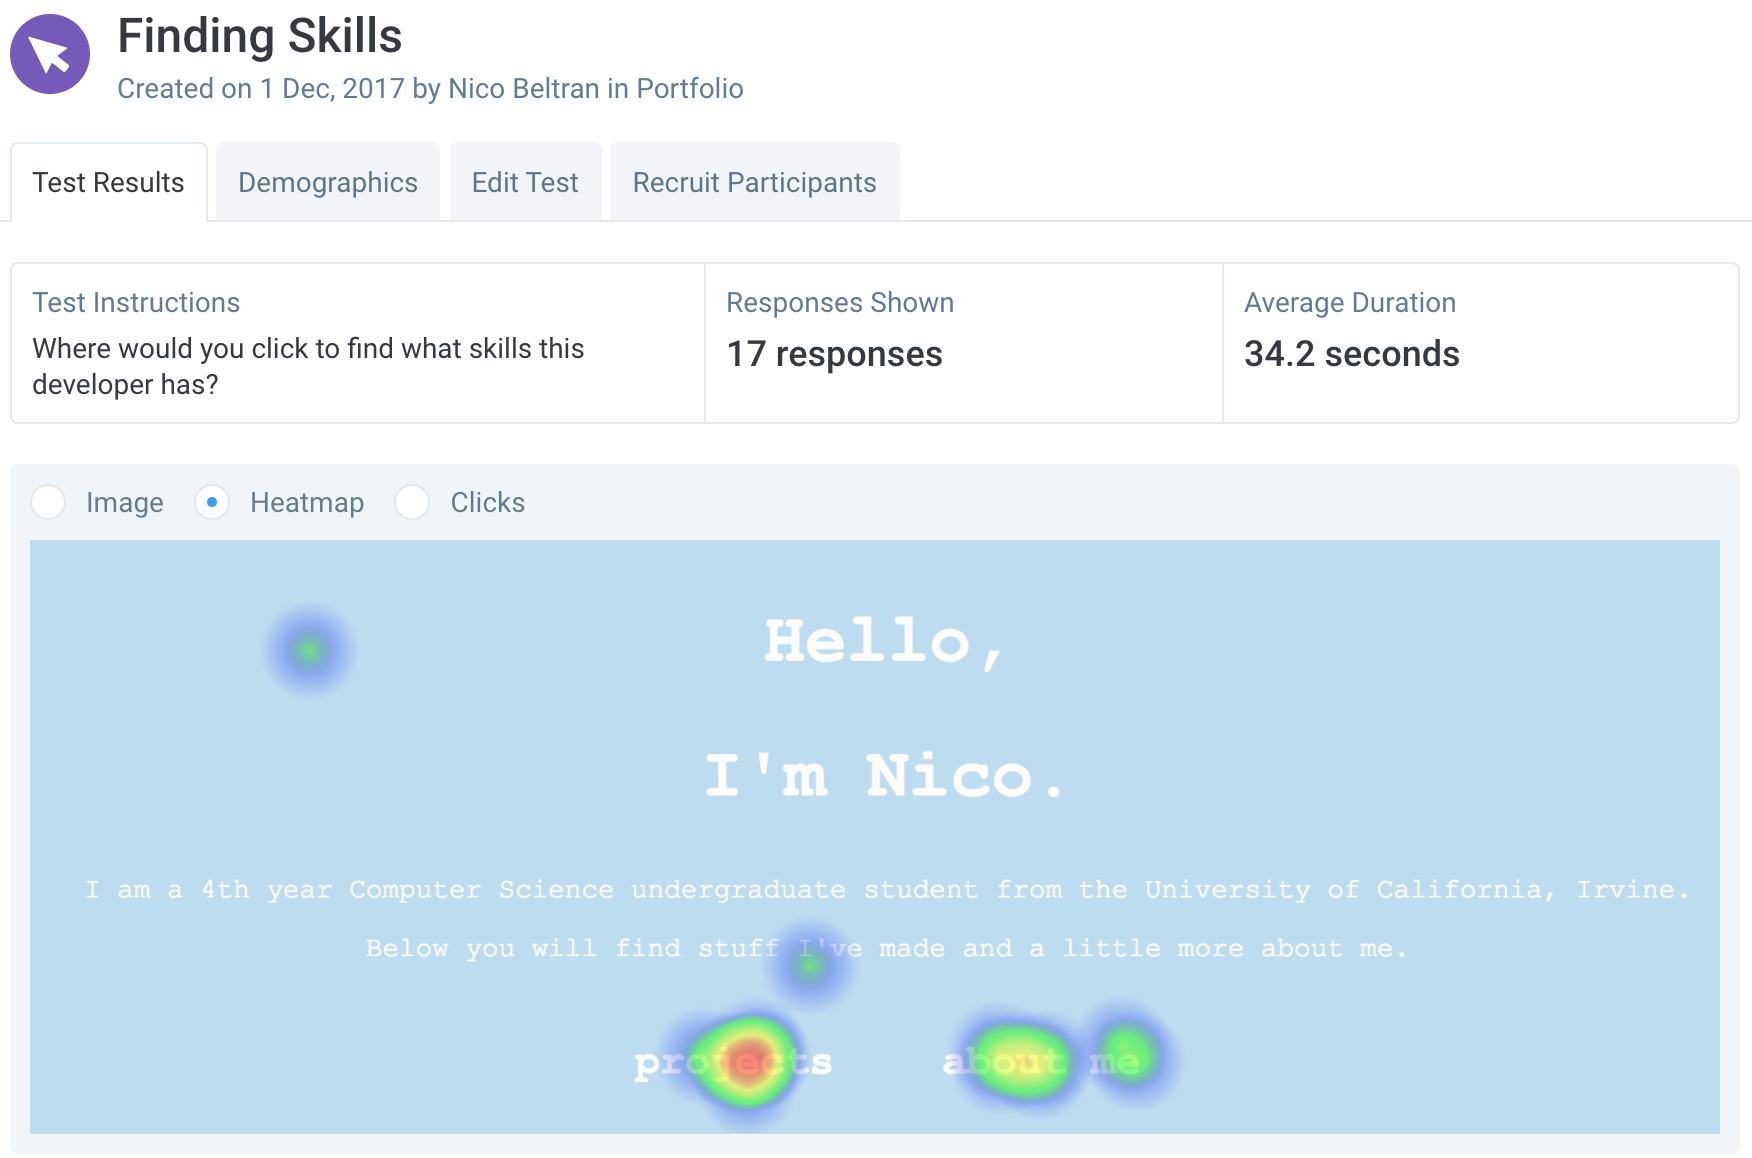 Finding Skills
Created on 1 Dec, 2017 by Nico Beltran in Portfolio
Test Results Demographics Edit Test Recruit Participants
Test Instructions
Where would you click to find what skills this
developer has?
Responses Shown
17 responses
Average Duration
34.2 seconds
Image Heatmap Clicks
Hello,
I'm Nico.
I am a 4th year Computer Science undergraduate student from the University of California, Irvine.
Below you will find stuff I've made and a little more about me.
projects about me